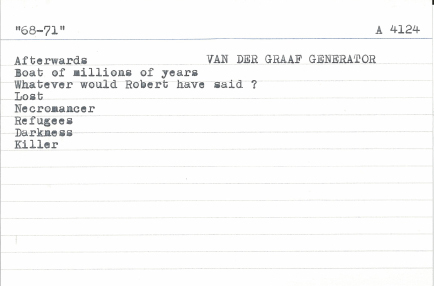 "68-71" A 4124
Afterwards VAN DER GRAAF GENERATOR
Boat of millions of years
Whatever would Robert have said ?
Lost
Necromancer
Refugees
Darkness
Killer